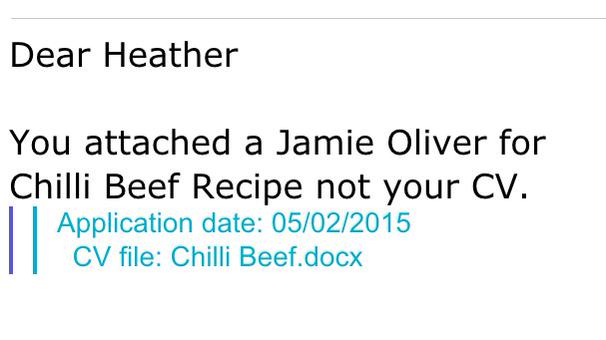 Dear Heather
You attached a Jamie Oliver for
Chilli Beef Recipe not your CV.
Application date: 05/02/2015
CV file: Chilli Beef.docx